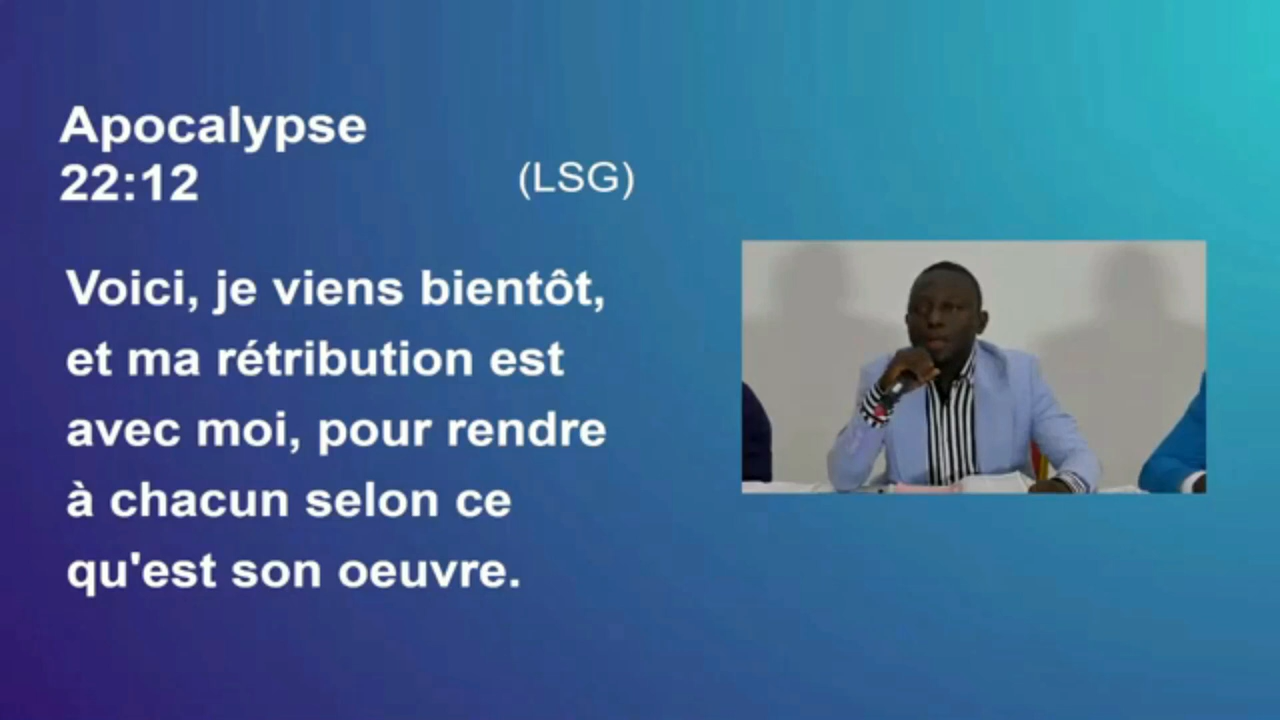 Apocalypse
22:12 (LSG)
Voici, je viens bientôt,
et ma rétribution est
avec moi, pour rendre
à chacun selon ce
qu'est son oeuvre.